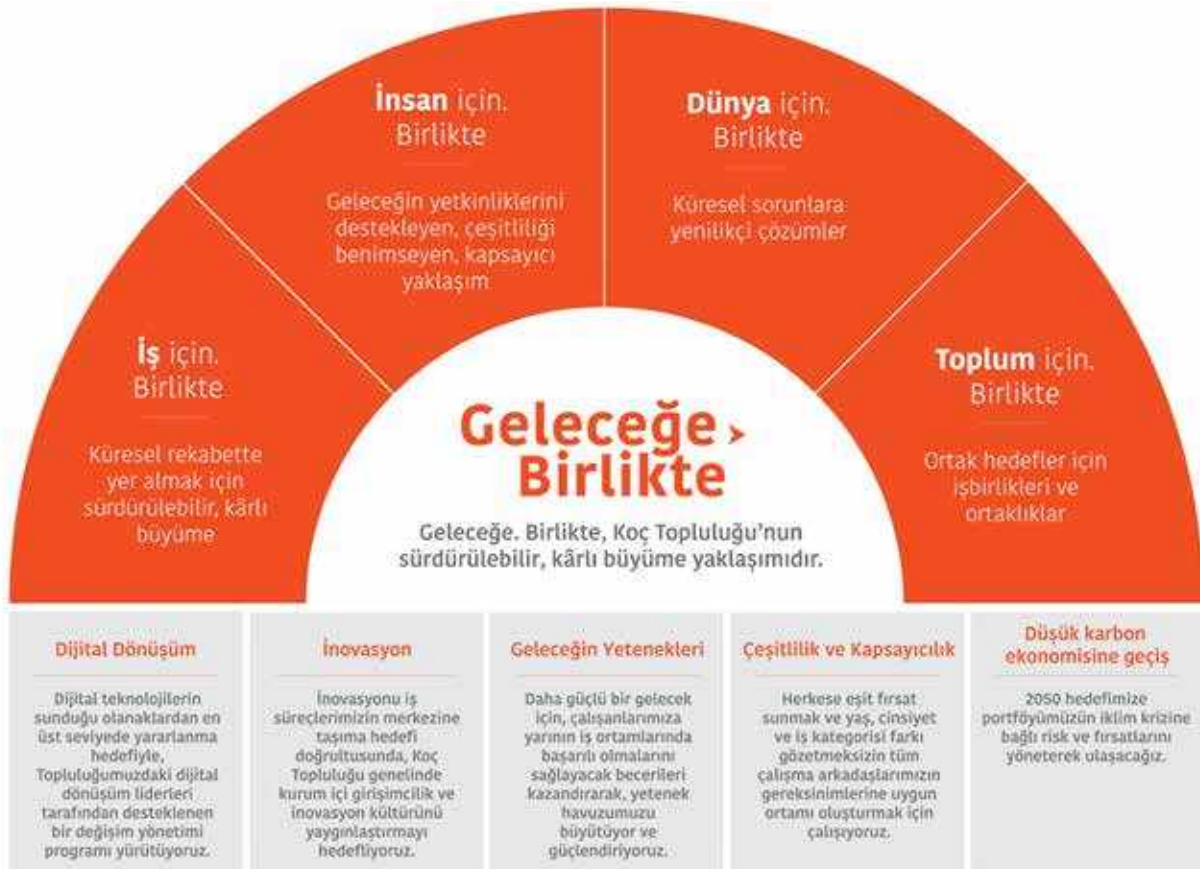 İnsan için.
Birlikte
Geleceğin yetkinliklerini
destekleyen, çeşitliliği
benimseyen, kapsayıcı
yaklaşım
Dünya için.
Birlikte
Küresel sorunlara
yenilikçi çözümler
İş için.
Birlikte
Küresel rekabette
yer almak için
sürdürülebilir, kârlı
büyüme
Toplum için.
Birlikte
Ortak hedefler için
işbirlikleri ve
ortaklıklar
Geleceğe
Birlikte
Geleceğe. Birlikte, Koç Topluluğu'nun
sürdürülebilir, kârlı büyüme yaklaşımıdır.
Dijital Dönüşüm
Dijital teknolojilerin
sunduğu olanaklardan en
üst seviyede yararlanma
hedefiyle,
Topluluğumuzdaki dijital
dönüşüm liderleri
tarafından desteklenen
bir değişim yönetimi
programı yürütüyoruz.
İnovasyon
İnovasyonu iş
süreçlerimizin merkezine
taşıma hedefi
doğrultusunda, Koç
Topluluğu genelinde
kurum içi girişimcilik ve
inovasyon kültürünü
yaygınlaştırmayı
hedefliyoruz.
Geleceğin Yetenekleri
Daha güçlü bir gelecek
için, çalışanlarımıza
yarının iş ortamlarında
başarılı olmalarını
sağlayacak becerileri
kazandırarak, yetenek
havuzumuzu
büyütüyor ve
güçlendiriyoruz.
Çeşitlilik ve Kapsayıcılık
Herkese eşit fırsat
sunmak ve yaş, cinsiyet
ve iş kategorisi farkı
gözetmeksizin tüm
çalışma arkadaşlarımızın
gereksinimlerine uygun
ortamı oluşturmak için
çalışıyoruz.
Düşük karbon
ekonomisine geçiş
2050 hedefimize
portföyümüzün iklim krizine
bağlı risk ve fırsatlarını
yöneterek ulaşacağız.